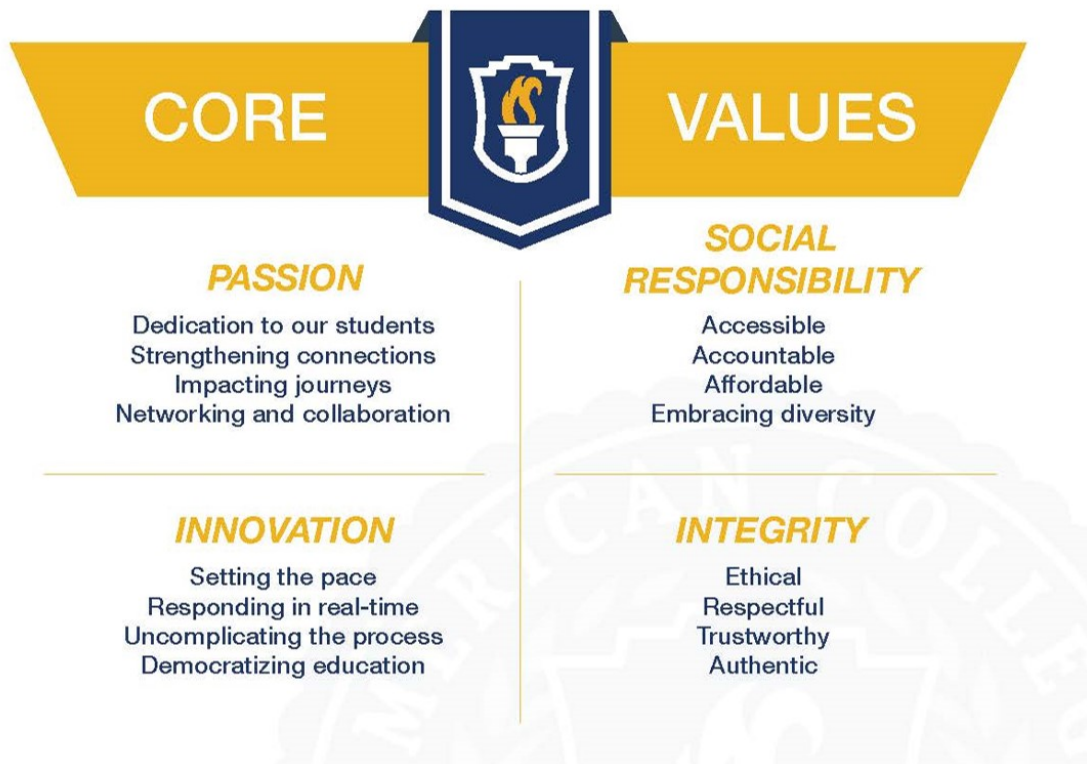 CORE VALUES
PASSION
Dedication to our students
Strengthening connections
Impacting journeys
Networking and collaboration
SOCIAL
RESPONSIBILITY
Accessible
Accountable
Affordable
Embracing diversity
INNOVATION
Setting the pace
Responding in real-time
Uncomplicating the process
Democratizing education
INTEGRITY
Ethical
Respectful
Trustworthy
Authentic
AMERICAN COLLEGE